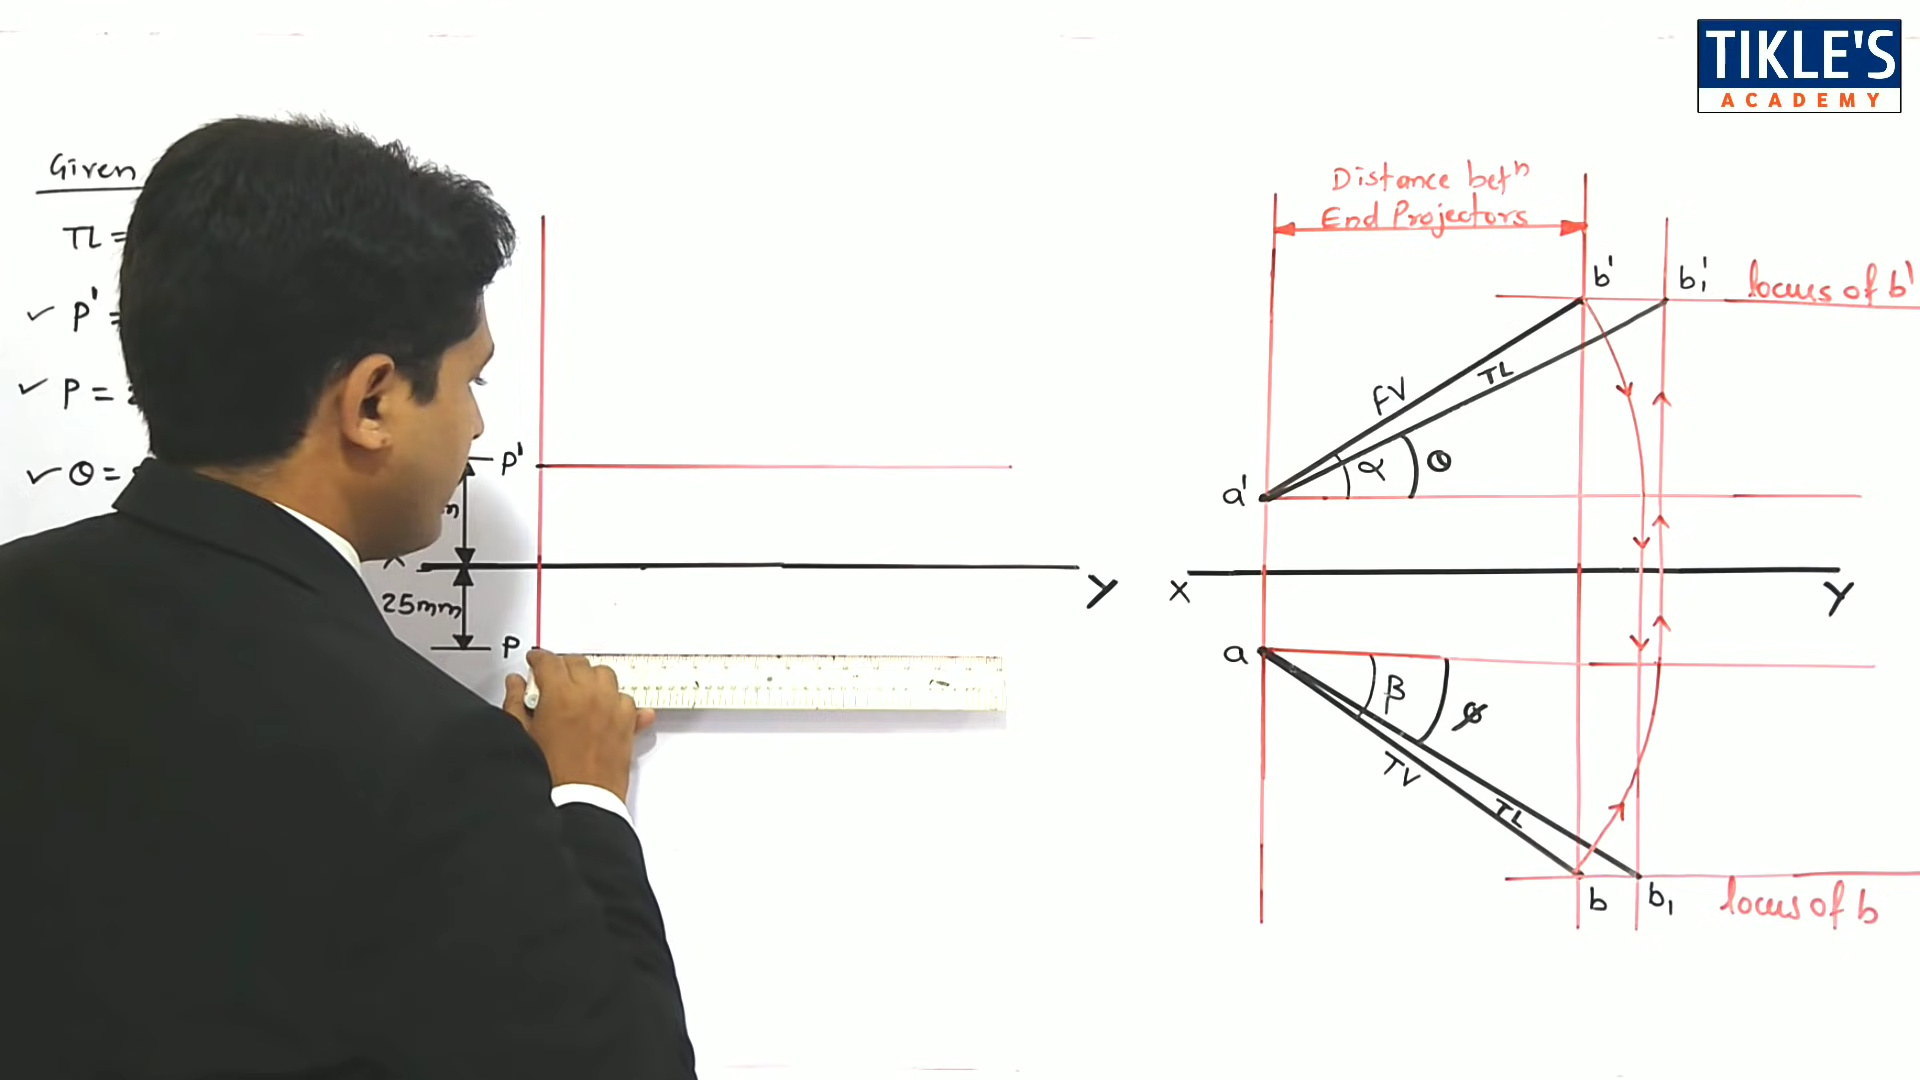 TIKLE'S
ACADEMY
Given
TL =
✓ P' =
✓ P =
✓ θ =
P'
X
Y
25mm
P
Distance betⁿ
End Projectors
b'
b₁'
locus of b'
FV
TL
a'
α
θ
X
Y
a
β
ø
TV
TL
b
b₁
locus of b